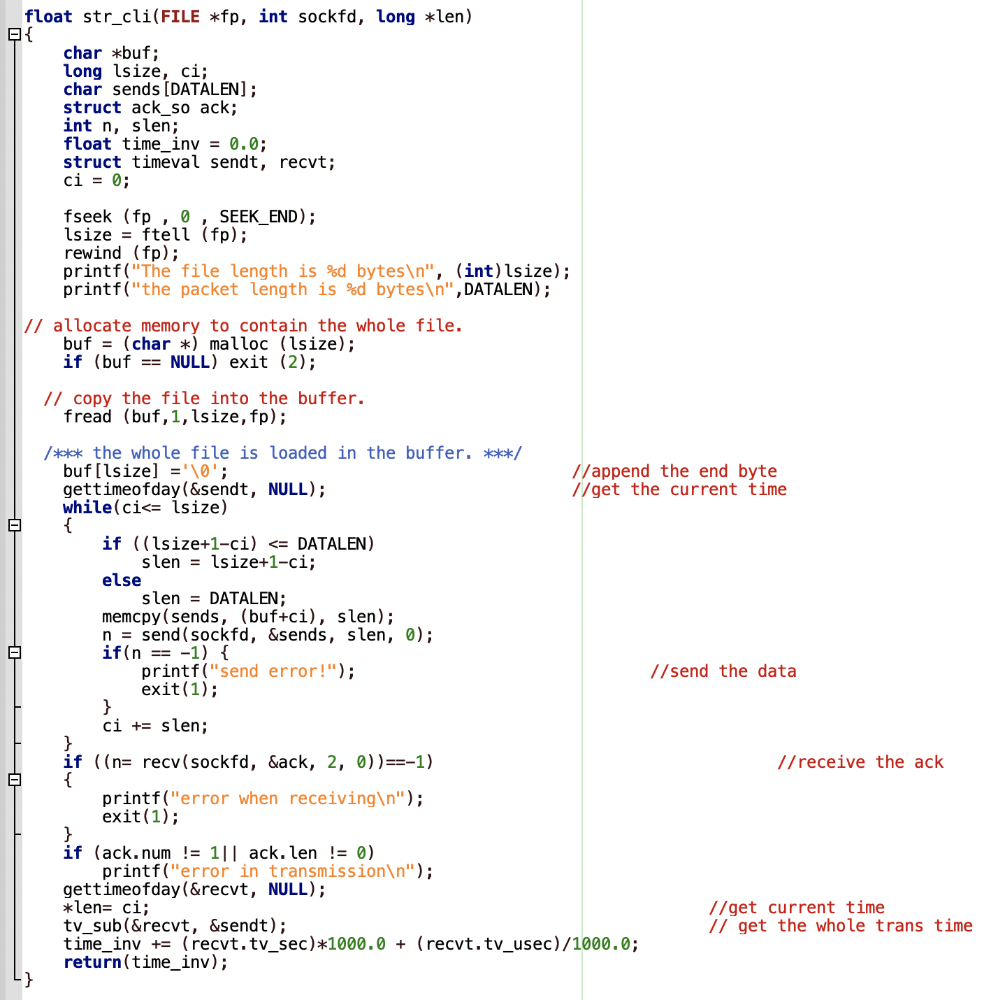 float str_cli(FILE *fp, int sockfd, long *len)
{
    char *buf;
    long lsize, ci;
    char sends[DATALEN];
    struct ack_so ack;
    int n, slen;
    float time_inv = 0.0;
    struct timeval sendt, recvt;
    ci = 0;

    fseek (fp , 0 , SEEK_END);
    lsize = ftell (fp);
    rewind (fp);
    printf("The file length is %d bytes\n", (int)lsize);
    printf("the packet length is %d bytes\n",DATALEN);

// allocate memory to contain the whole file.
    buf = (char *) malloc (lsize);
    if (buf == NULL) exit (2);

  // copy the file into the buffer.
    fread (buf,1,lsize,fp);

  /*** the whole file is loaded in the buffer. ***/
    buf[lsize] ='\0';                                   //append the end byte
    gettimeofday(&sendt, NULL);                         //get the current time
    while(ci<= lsize)
    {
        if ((lsize+1-ci) <= DATALEN)
            slen = lsize+1-ci;
        else
            slen = DATALEN;
        memcpy(sends, (buf+ci), slen);
        n = send(sockfd, &sends, slen, 0);
        if(n == -1) {
            printf("send error!");                              //send the data
            exit(1);
        }
        ci += slen;
    }
    if ((n= recv(sockfd, &ack, 2, 0))==-1)                                   //receive the ack
    {
        printf("error when receiving\n");
        exit(1);
    }
    if (ack.num != 1|| ack.len != 0)
        printf("error in transmission\n");
    gettimeofday(&recvt, NULL);
    *len= ci;                                                         //get current time
    tv_sub(&recvt, &sendt);                                           // get the whole trans time
    time_inv += (recvt.tv_sec)*1000.0 + (recvt.tv_usec)/1000.0;
    return(time_inv);
}